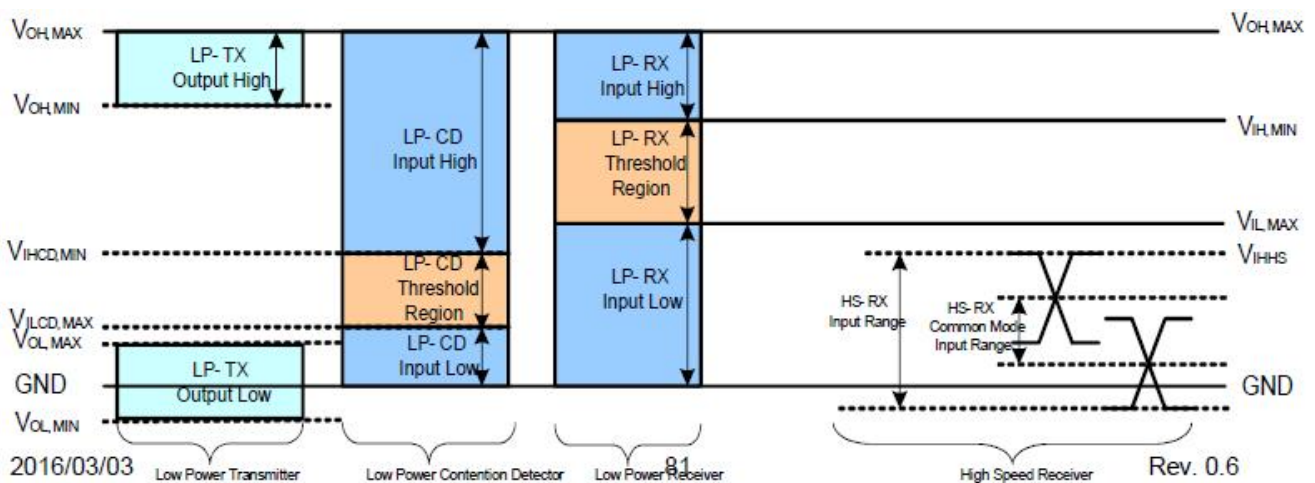 VOH,MAX
LP- TX
Output High
VOH,MIN
LP- CD
Input High
LP- RX
Input High
LP- RX
Threshold
Region
VOH,MAX
VIH,MIN
VIL,MAX
VIHCD,MIN
LP- CD
Threshold
Region
LP- RX
Input Low
VIHHS
HS- RX
Input Range
HS- RX
Common Mode
Input Range
VILCD,MAX
VOL,MAX
LP- CD
Input Low
GND
LP- TX
Output Low
GND
VOL,MIN
2016/03/03
Low Power Transmitter
Low Power Contention Detector
81
Low Power Receiver
High Speed Receiver
Rev. 0.6